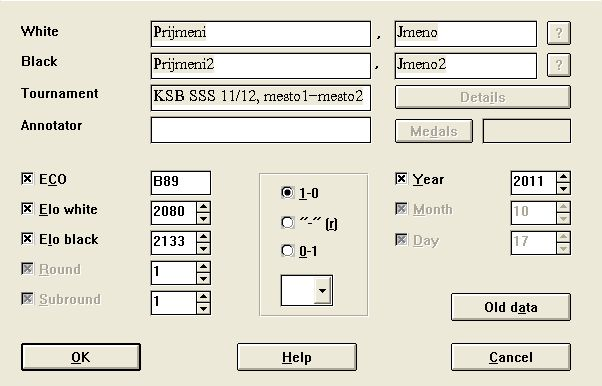 White Prijmeni , Jmeno ?
Black Prijmeni2 , Jmeno2 ?
Tournament KSB SSS 11/12, mesto1-mesto2 Details
Annotator Medals
ECO B89 1-0 Year 2011
Elo white 2080 "-" (r) Month 10
Elo black 2133 0-1 Day 17
Round 1
Subround 1
Old data
OK Help Cancel